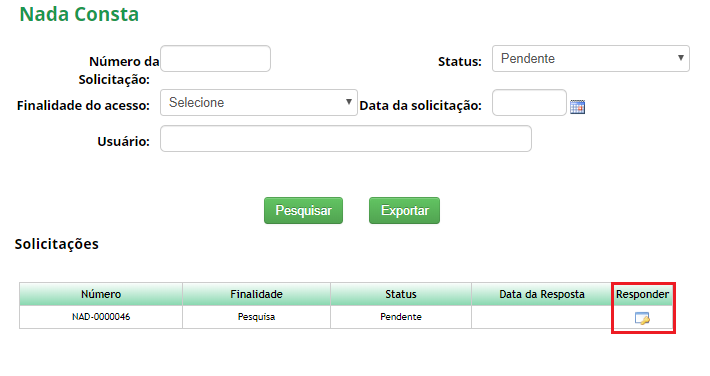 Nada Consta
Número da Solicitação:
Status: Pendente
Finalidade do acesso: Selecione
Data da solicitação:
Usuário:
Pesquisar Exportar
Solicitações
Número Finalidade Status Data da Resposta Responder
NAD-0000046 Pesquisa Pendente